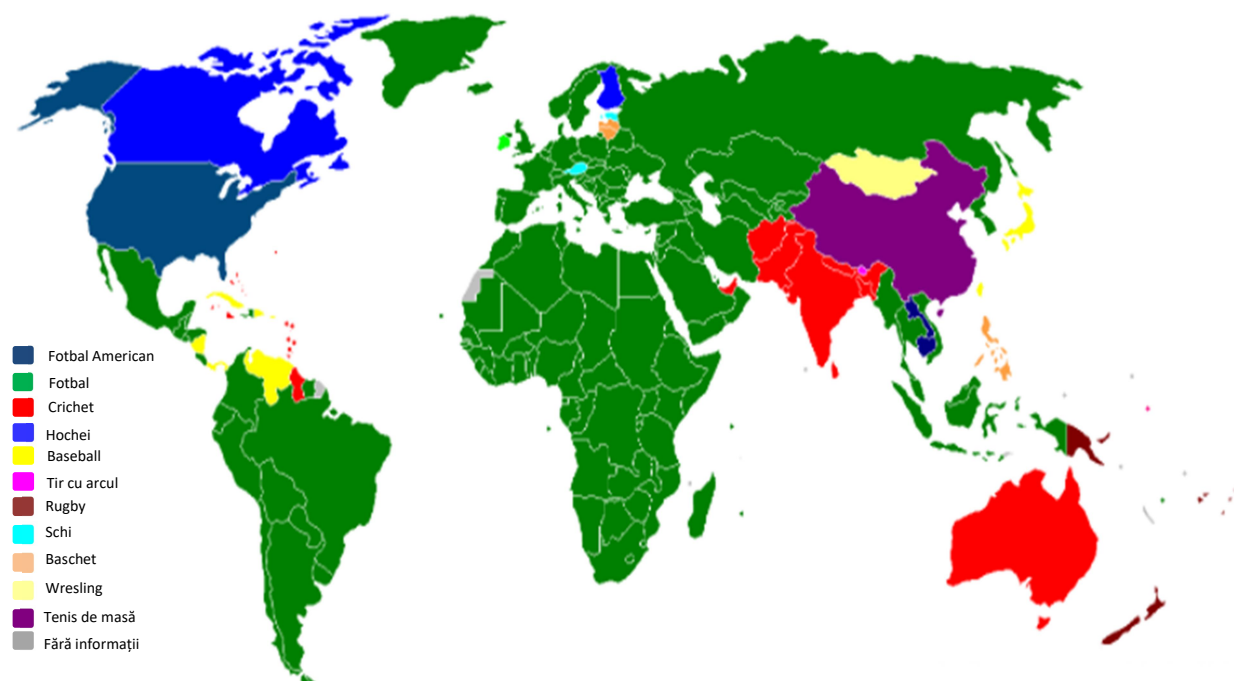 Fotbal American
Fotbal
Crichet
Hochei
Baseball
Tir cu arcul
Rugby
Schi
Baschet
Wresling
Tenis de masă
Fără informații